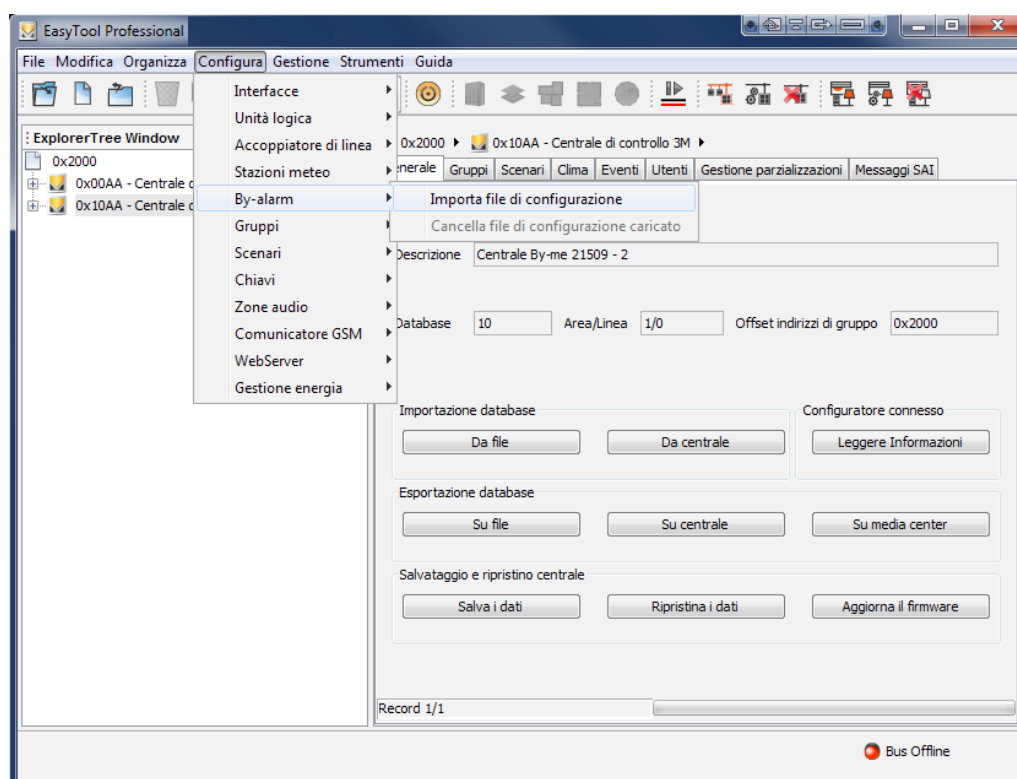 EasyTool Professional
File Modifica Organizza Configura Gestione Strumenti Guida
ExplorerTree Window
0x2000
0x00AA - Centrale
0x10AA - Centrale
Interfacce
Unità logica
Accoppiatore di linea
Stazioni meteo
By-alarm
Gruppi
Scenari
Chiavi
Zone audio
Comunicatore GSM
WebServer
Gestione energia
Importa file di configurazione
Cancella file di configurazione caricato
0x2000 0x10AA - Centrale di controllo 3M
Generale Gruppi Scenari Clima Eventi Utenti Gestione parzializzazioni Messaggi SAI
Descrizione Centrale By-me 21509 - 2
Database 10 Area/Linea 1/0 Offset indirizzi di gruppo 0x2000
Importazione database Configuratore connesso
Da file Da centrale Leggere Informazioni
Esportazione database
Su file Su centrale Su media center
Salvataggio e ripristino centrale
Salva i dati Ripristina i dati Aggiorna il firmware
Record 1/1
Bus Offline